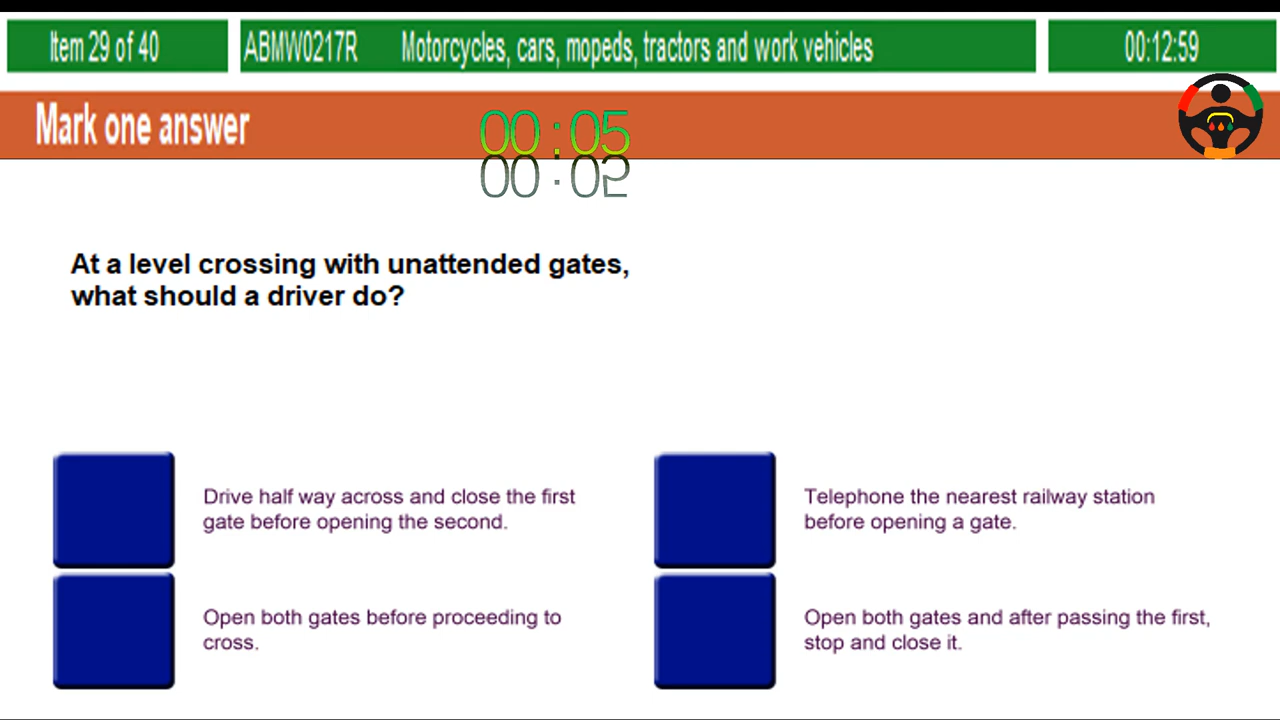 Item 29 of 40
ABMW0217R Motorcycles, cars, mopeds, tractors and work vehicles
00:12:59
Mark one answer
00:05
00:02
At a level crossing with unattended gates,
what should a driver do?
Drive half way across and close the first
gate before opening the second.
Telephone the nearest railway station
before opening a gate.
Open both gates before proceeding to
cross.
Open both gates and after passing the first,
stop and close it.